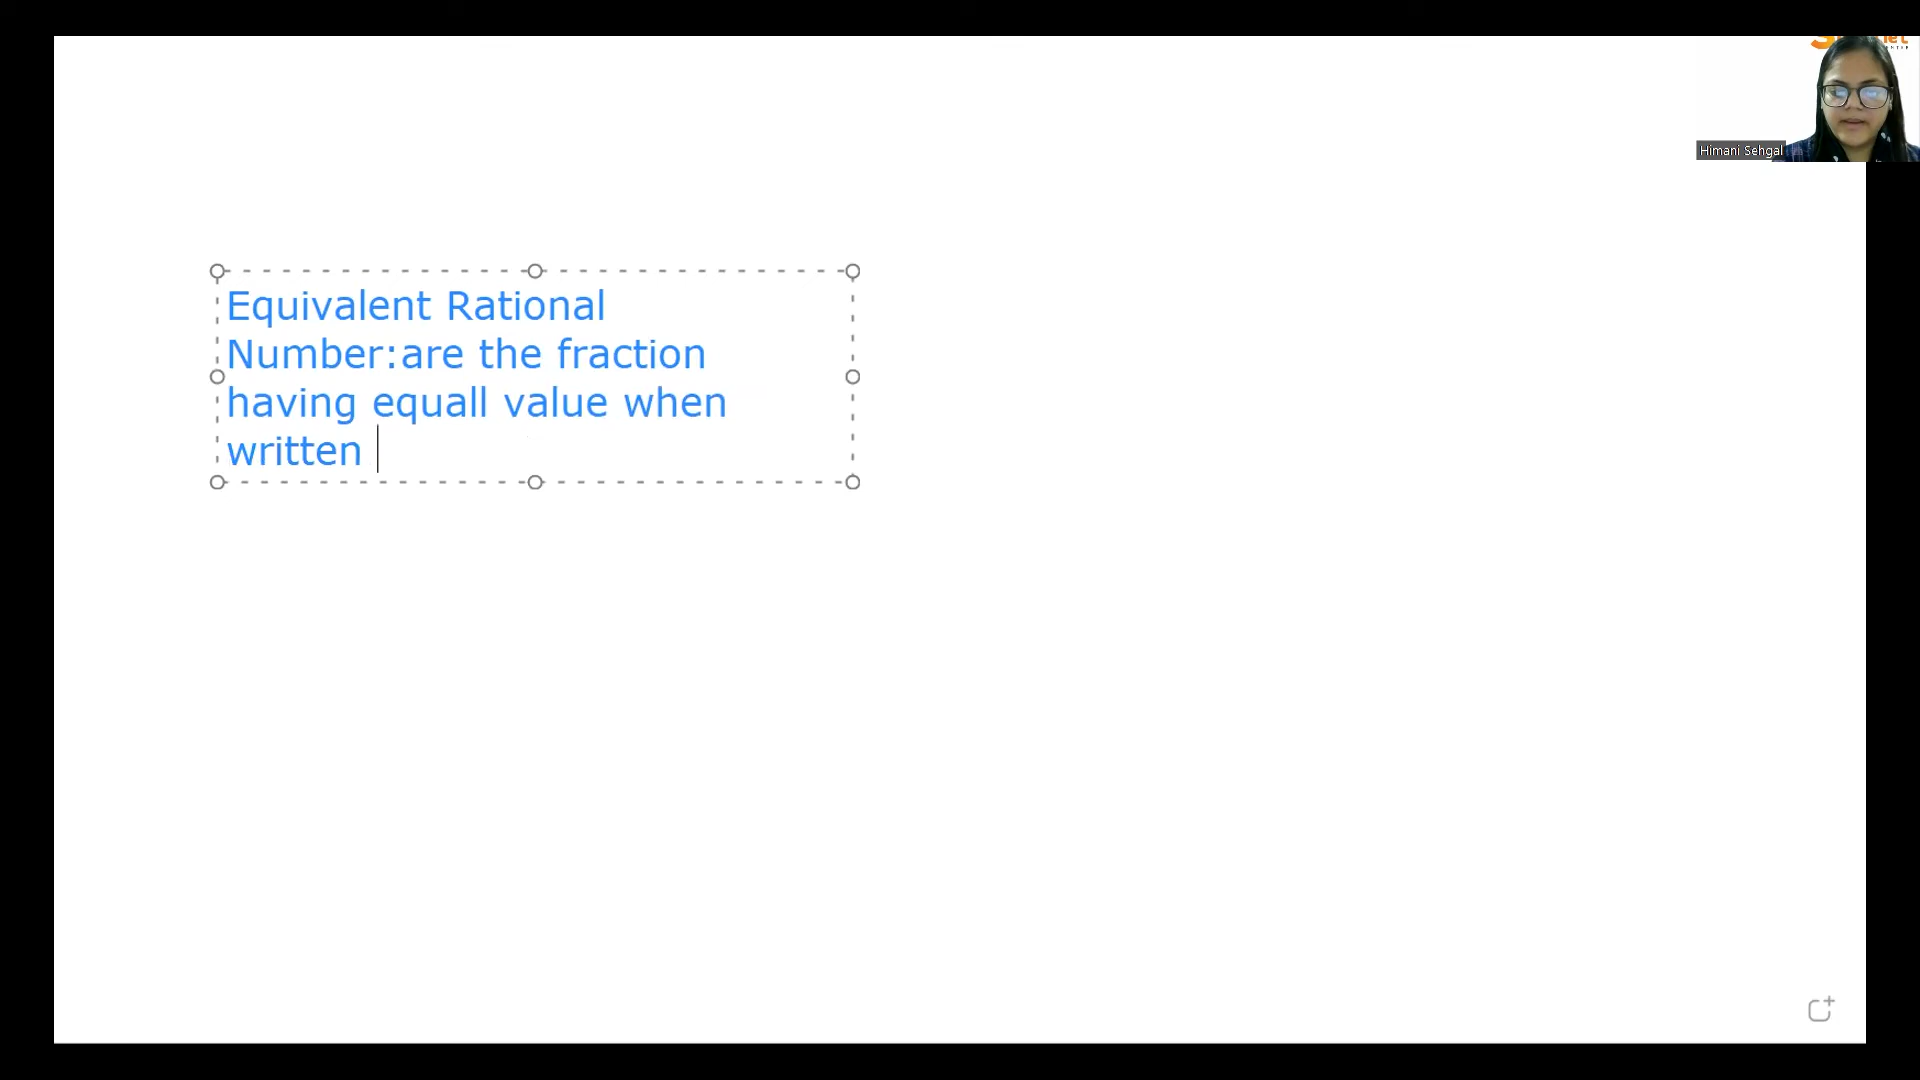 Himani Sehgal
Equivalent Rational
Number:are the fraction
having equall value when
written